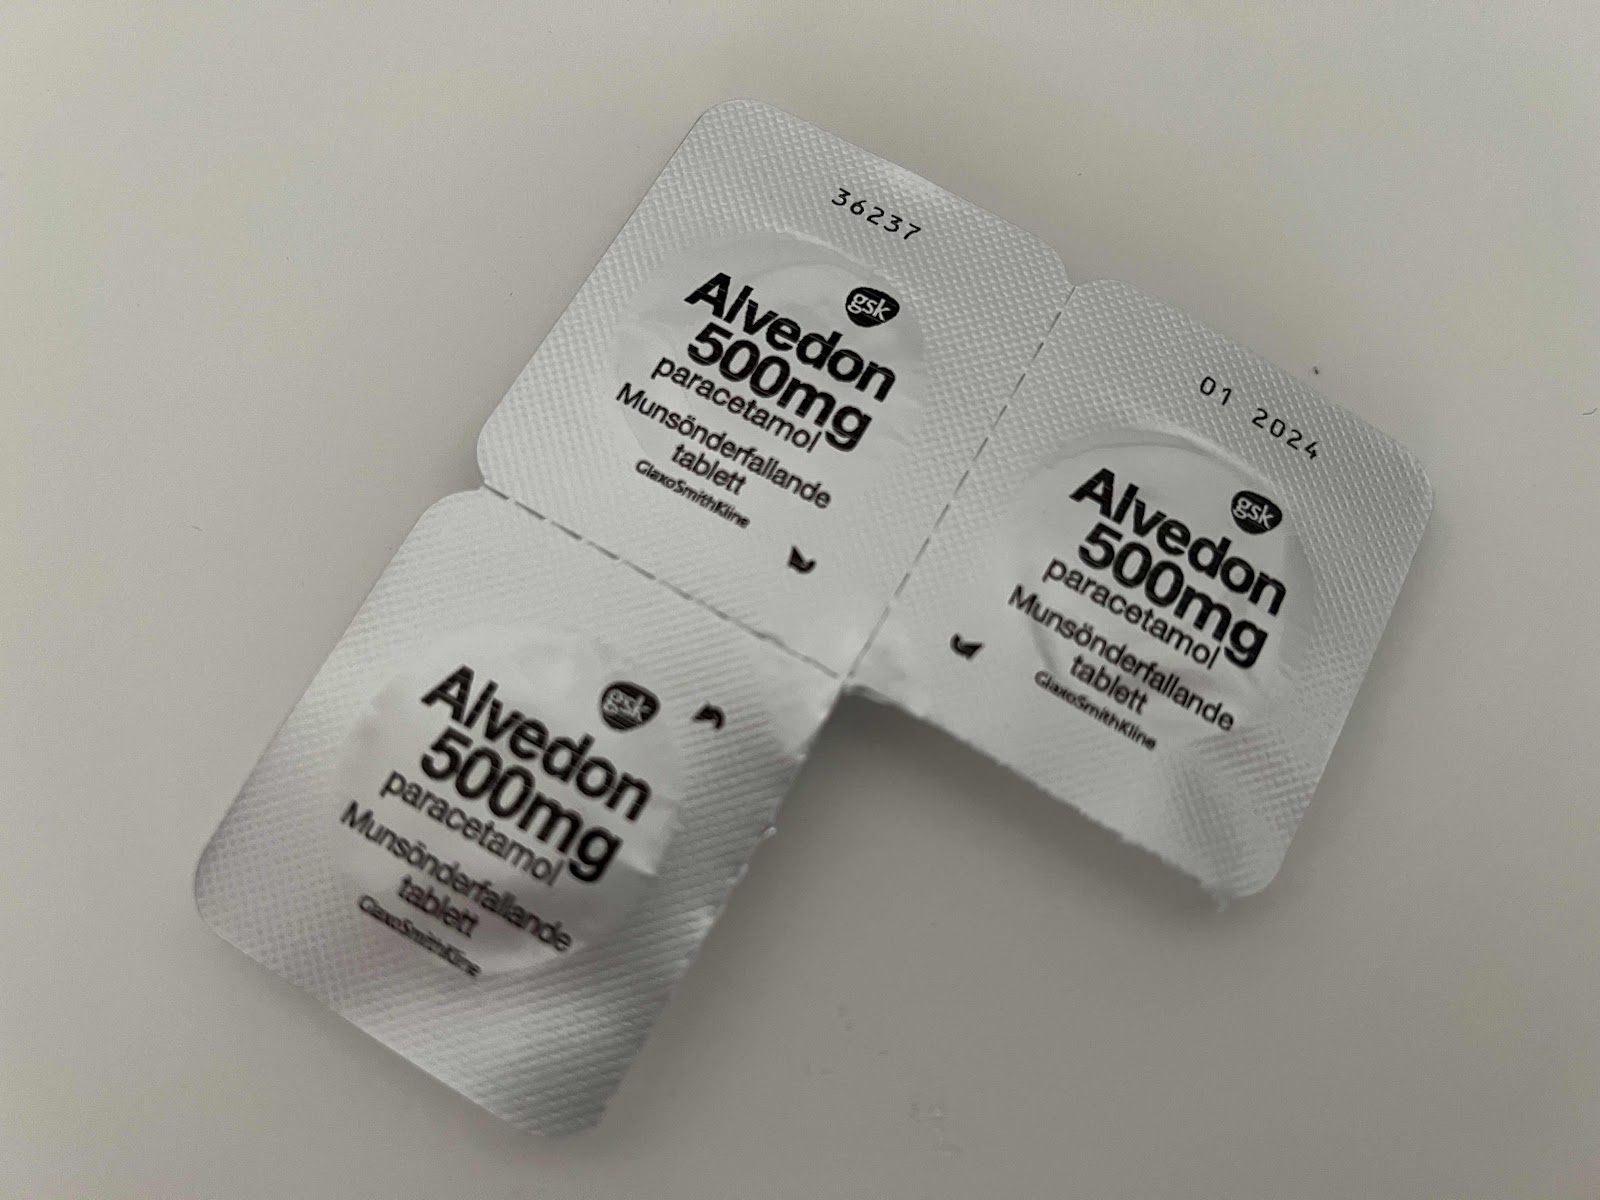 36237
gsk
Alvedon
500mg
paracetamol
Munsönderfallande
tablett
GlaxoSmithKline
01 2024
gsk
Alvedon
500mg
paracetamol
Munsönderfallande
tablett
GlaxoSmithKline
gsk
Alvedon
500mg
paracetamol
Munsönderfallande
tablett
GlaxoSmithKline